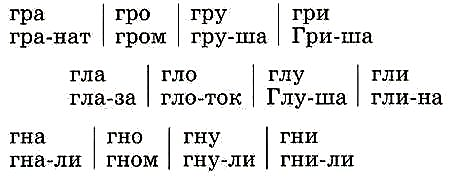 гра | гро | гру | гри
гра-нат | гром | гру-ша | Гри-ша
гла | гло | глу | гли
гла-за | гло-ток | Глу-ша | гли-на
гна | гно | гну | гни
гна-ли | гном | гну-ли | гни-ли